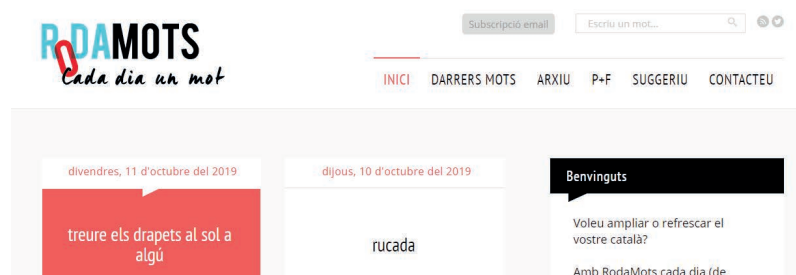 Subscripció email
Escriu un mot...
RODAMOTS
Cada dia un mot
INICI DARRERS MOTS ARXIU P+F SUGGERIU CONTACTEU
divendres, 11 d'octubre del 2019
treure els drapets al sol a
algú
dijous, 10 d'octubre del 2019
rucada
Benvinguts
Voleu ampliar o refrescar el
vostre català?
Amb RodaMots cada dia (de